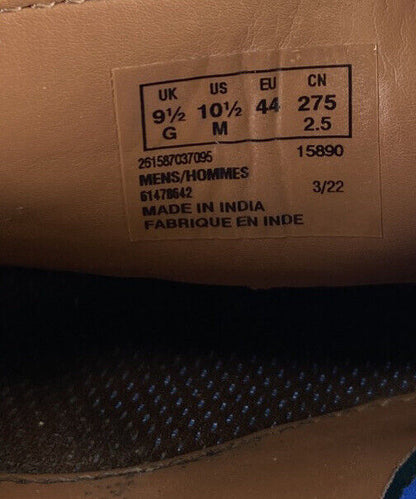 UK US EU CN
9½ 10½ 44 275
G M 2.5
261587037095 15890
MENS/HOMMES
61478642 3/22
MADE IN INDIA
FABRIQUE EN INDE